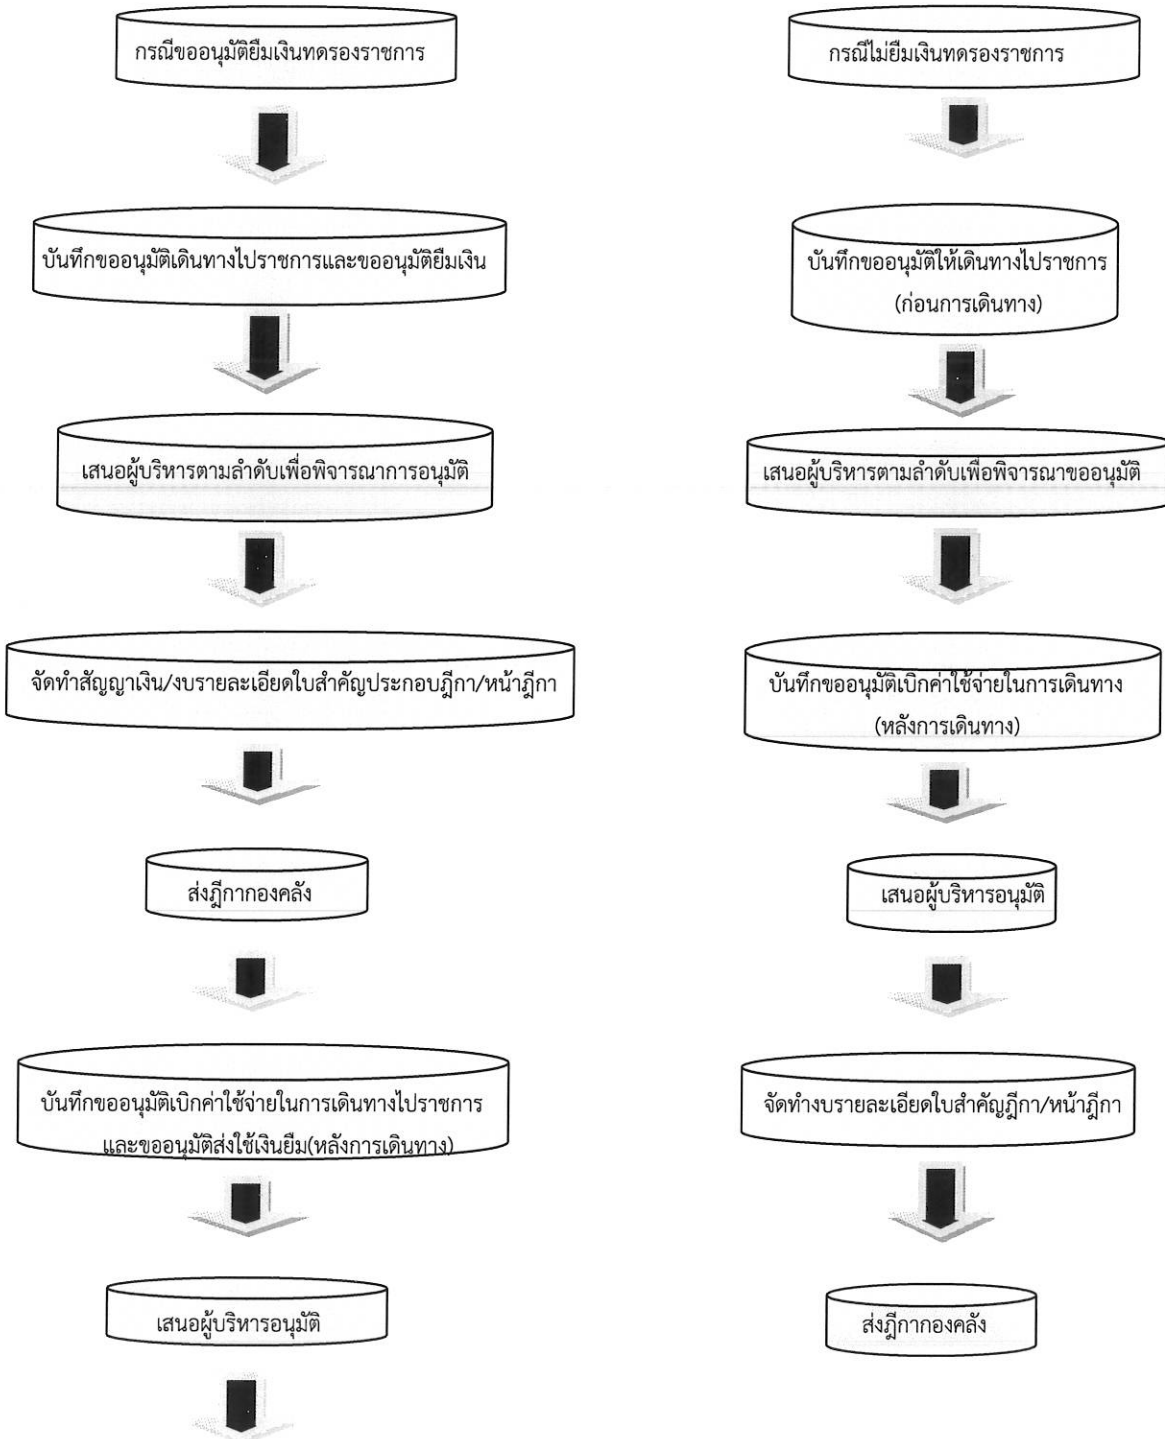 กรณีขออนุมัติยืมเงินทดรองราชการ
บันทึกขออนุมัติเดินทางไปราชการและขออนุมัติยืมเงิน
เสนอผู้บริหารตามลำดับเพื่อพิจารณาการอนุมัติ
จัดทำสัญญาเงิน/งบรายละเอียดใบสำคัญประกอบฎีกา/หน้าฎีกา
ส่งฎีกากองคลัง
บันทึกขออนุมัติเบิกค่าใช้จ่ายในการเดินทางไปราชการ
และขออนุมัติส่งใช้เงินยืม(หลังการเดินทาง)
เสนอผู้บริหารอนุมัติ
กรณีไม่ยืมเงินทดรองราชการ
บันทึกขออนุมัติให้เดินทางไปราชการ
(ก่อนการเดินทาง)
เสนอผู้บริหารตามลำดับเพื่อพิจารณาขออนุมัติ
บันทึกขออนุมัติเบิกค่าใช้จ่ายในการเดินทาง
(หลังการเดินทาง)
เสนอผู้บริหารอนุมัติ
จัดทำงบรายละเอียดใบสำคัญฎีกา/หน้าฎีกา
ส่งฎีกากองคลัง